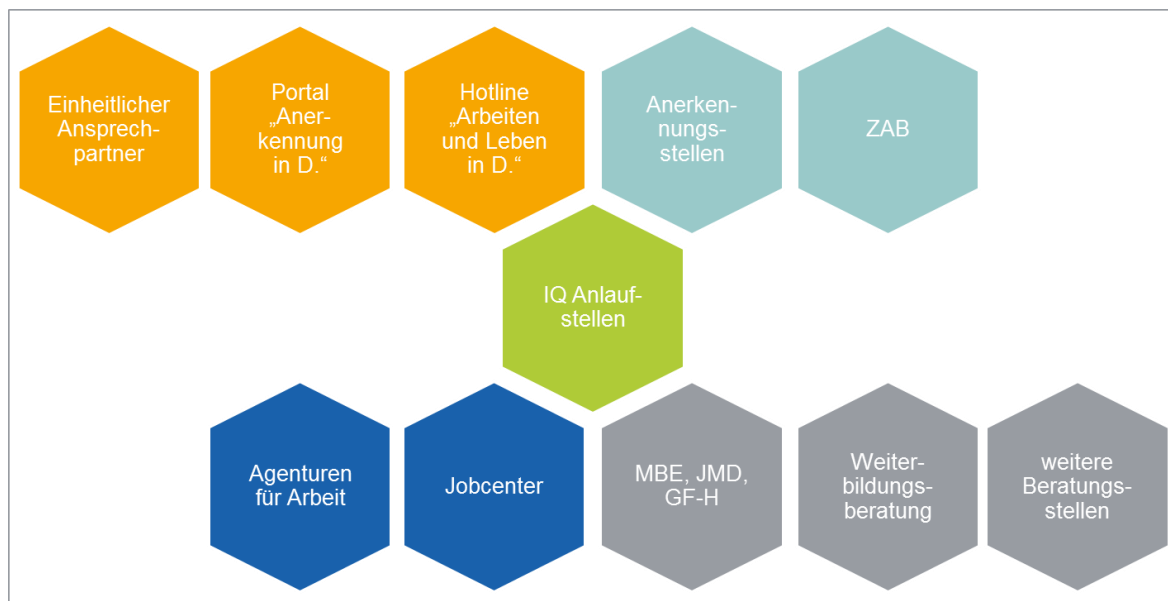 Einheitlicher
Ansprech-
partner
Portal
„Aner-
kennung
in D.“
Hotline
„Arbeiten
und Leben
in D.“
Anerken-
nungs-
stellen
ZAB
IQ Anlauf-
stellen
Agenturen
für Arbeit
Jobcenter
MBE, JMD,
GF-H
Weiter-
bildungs-
beratung
weitere
Beratungs-
stellen